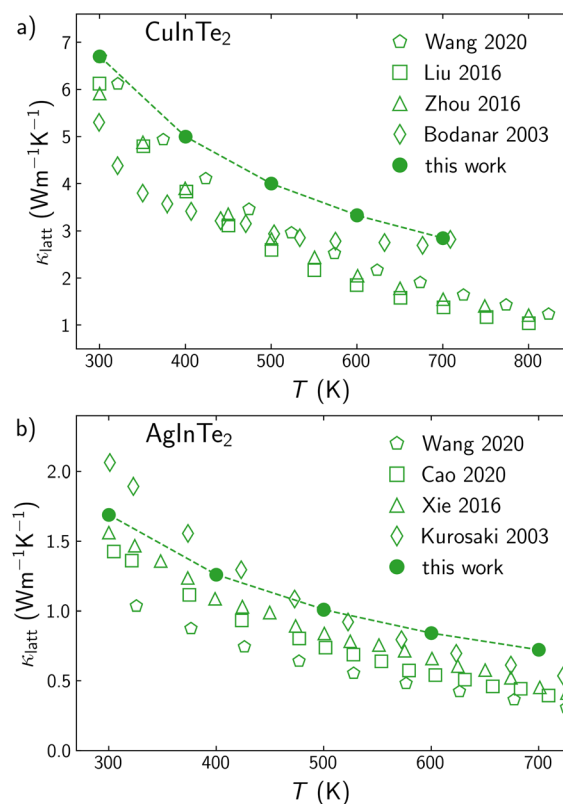 a)
CuInTe₂
Wang 2020
Liu 2016
Zhou 2016
Bodanar 2003
this work
7
6
5
4
3
2
1
κ_latt (Wm⁻¹K⁻¹)
300 400 500 600 700 800
T (K)
b)
AgInTe₂
Wang 2020
Cao 2020
Xie 2016
Kurosaki 2003
this work
2.0
1.5
1.0
0.5
0.0
κ_latt (Wm⁻¹K⁻¹)
300 400 500 600 700
T (K)